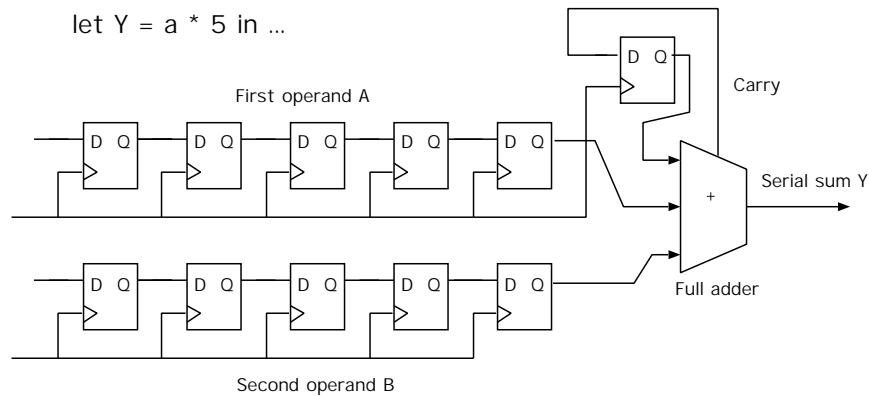 let Y = a * 5 in ...
D Q
Carry
First operand A
D Q D Q D Q D Q D Q
Serial sum Y
+
D Q D Q D Q D Q D Q
Full adder
Second operand B